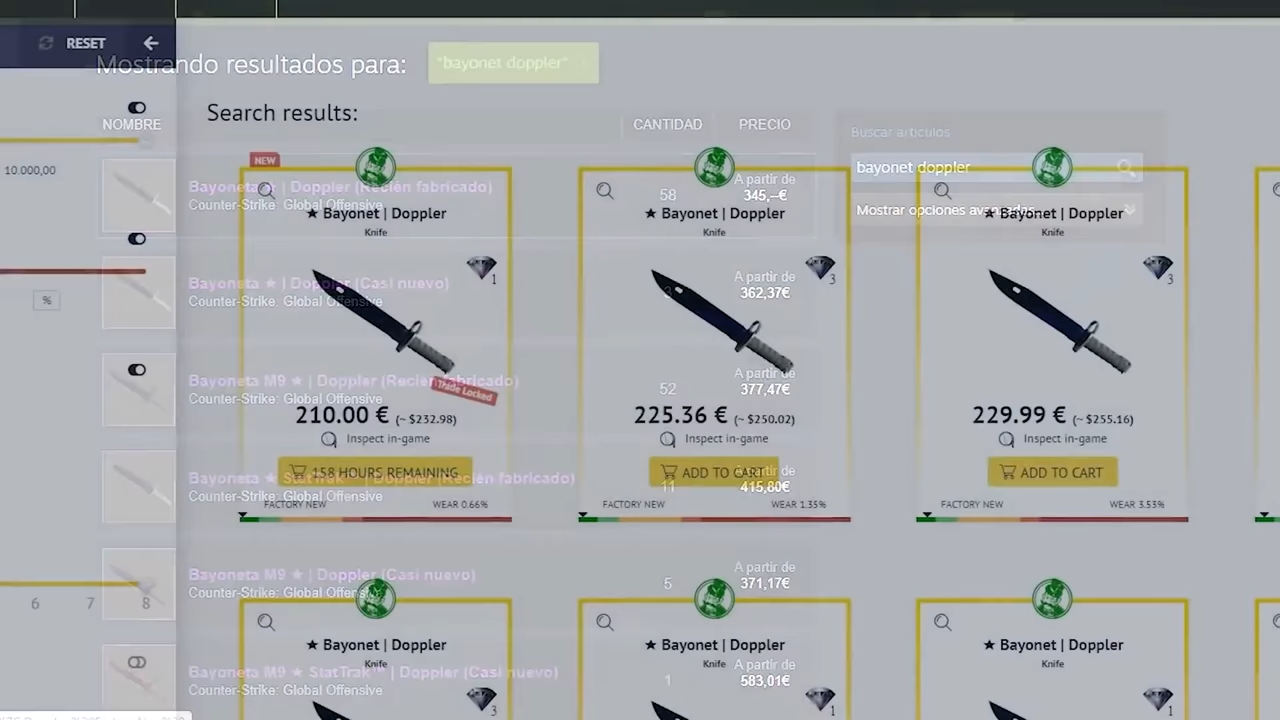 RESET
Mostrando resultados para:
"bayonet doppler"
Search results:
NOMBRE
CANTIDAD
PRECIO
Buscar artículos
bayonet doppler
Mostrar opciones avanzadas
10.000,00
%
6 7 8
NEW
★ Bayonet | Doppler
Knife
1
Trade Locked
210.00 € (~ $232.98)
Inspect in-game
158 HOURS REMAINING
FACTORY NEW
WEAR 0.66%
★ Bayonet | Doppler
Knife
3
225.36 € (~ $250.02)
Inspect in-game
ADD TO CART
FACTORY NEW
WEAR 1.35%
★ Bayonet | Doppler
Knife
3
229.99 € (~ $255.16)
Inspect in-game
ADD TO CART
FACTORY NEW
WEAR 3.53%
★ Bayonet | Doppler
Knife
3
★ Bayonet | Doppler
Knife
1
★ Bayonet | Doppler
Knife
1
Bayoneta ★ | Doppler (Recién fabricado)
Counter-Strike: Global Offensive
58
A partir de
345,--€
Bayoneta ★ | Doppler (Casi nuevo)
Counter-Strike: Global Offensive
3
A partir de
362,37€
Bayoneta M9 ★ | Doppler (Recién fabricado)
Counter-Strike: Global Offensive
52
A partir de
377,47€
Bayoneta ★ StatTrak™ | Doppler (Recién fabricado)
Counter-Strike: Global Offensive
11
A partir de
415,80€
Bayoneta M9 ★ | Doppler (Casi nuevo)
Counter-Strike: Global Offensive
5
A partir de
371,17€
Bayoneta M9 ★ StatTrak™ | Doppler (Casi nuevo)
Counter-Strike: Global Offensive
1
A partir de
583,01€